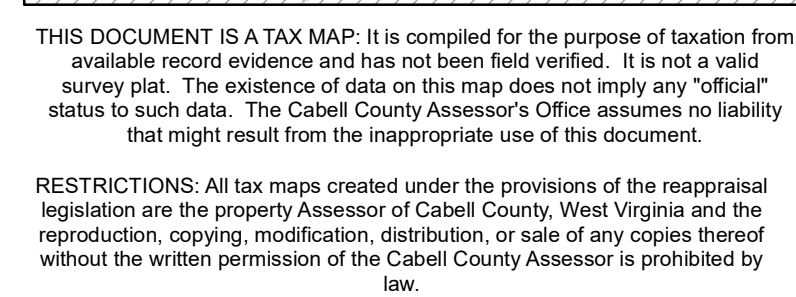 THIS DOCUMENT IS A TAX MAP: It is compiled for the purpose of taxation from
available record evidence and has not been field verified.  It is not a valid
survey plat.  The existence of data on this map does not imply any "official"
status to such data.  The Cabell County Assessor's Office assumes no liability
that might result from the inappropriate use of this document.

RESTRICTIONS: All tax maps created under the provisions of the reappraisal
legislation are the property Assessor of Cabell County, West Virginia and the
reproduction, copying, modification, distribution, or sale of any copies thereof
without the written permission of the Cabell County Assessor is prohibited by
law.